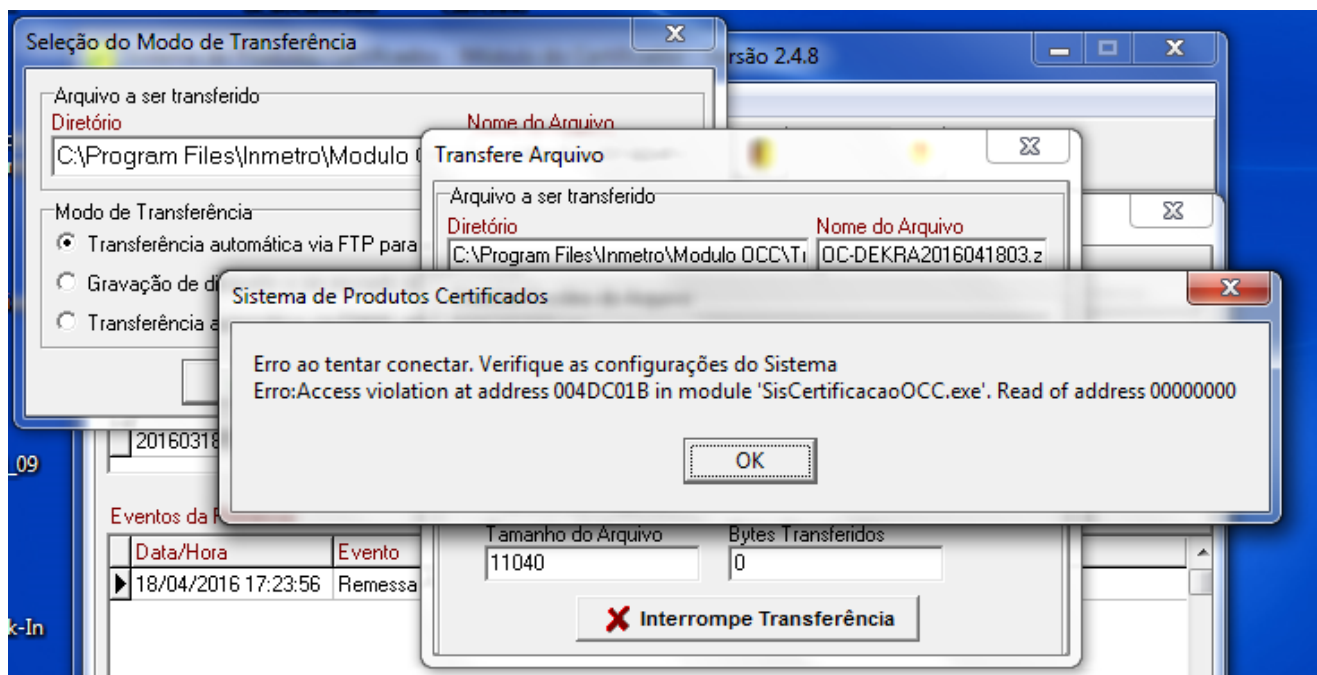 Seleção do Modo de Transferência
rsão 2.4.8
Arquivo a ser transferido
Diretório
Nome do Arquivo
C:\Program Files\Inmetro\Modulo
Modo de Transferência
Transferência automática via FTP para
Gravação de
Transferência
Transfere Arquivo
Arquivo a ser transferido
Diretório
Nome do Arquivo
C:\Program Files\Inmetro\Modulo OCC\
OC-DEKRA2016041803.z
Sistema de Produtos Certificados
Erro ao tentar conectar. Verifique as configurações do Sistema
Erro:Access violation at address 004DC01B in module 'SisCertificacaoOCC.exe'. Read of address 00000000
OK
20160318
_09
Eventos da
Data/Hora
Evento
18/04/2016 17:23:56
Remessa
Tamanho do Arquivo
Bytes Transferidos
11040
0
Interrompe Transferência
k-In